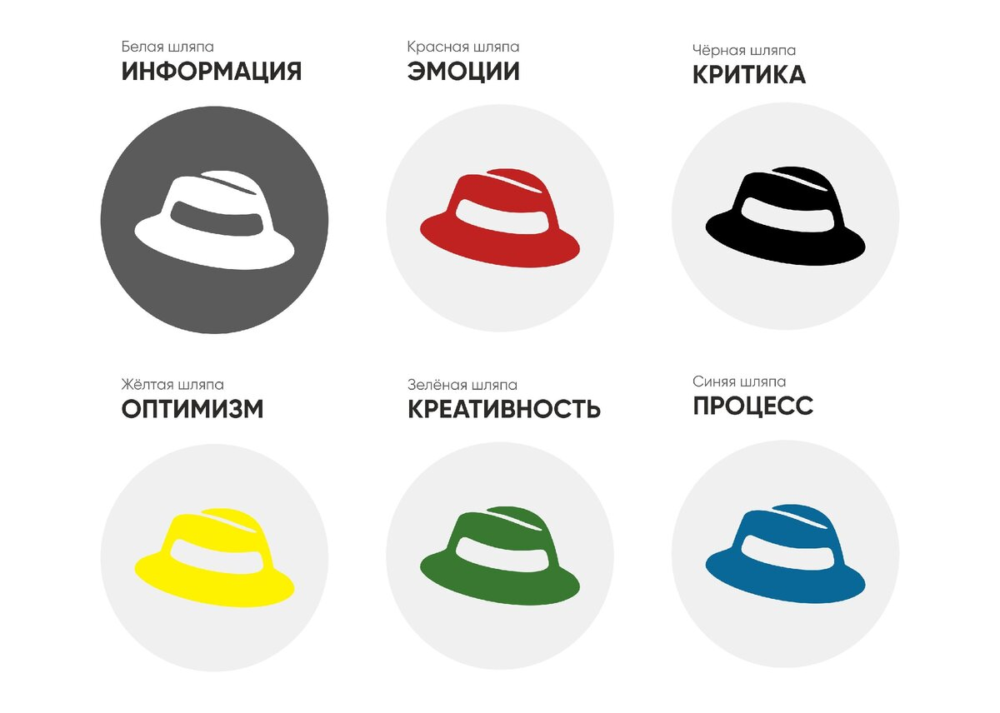 Белая шляпа
ИНФОРМАЦИЯ
Красная шляпа
ЭМОЦИИ
Чёрная шляпа
КРИТИКА
Жёлтая шляпа
ОПТИМИЗМ
Зелёная шляпа
КРЕАТИВНОСТЬ
Синяя шляпа
ПРОЦЕСС